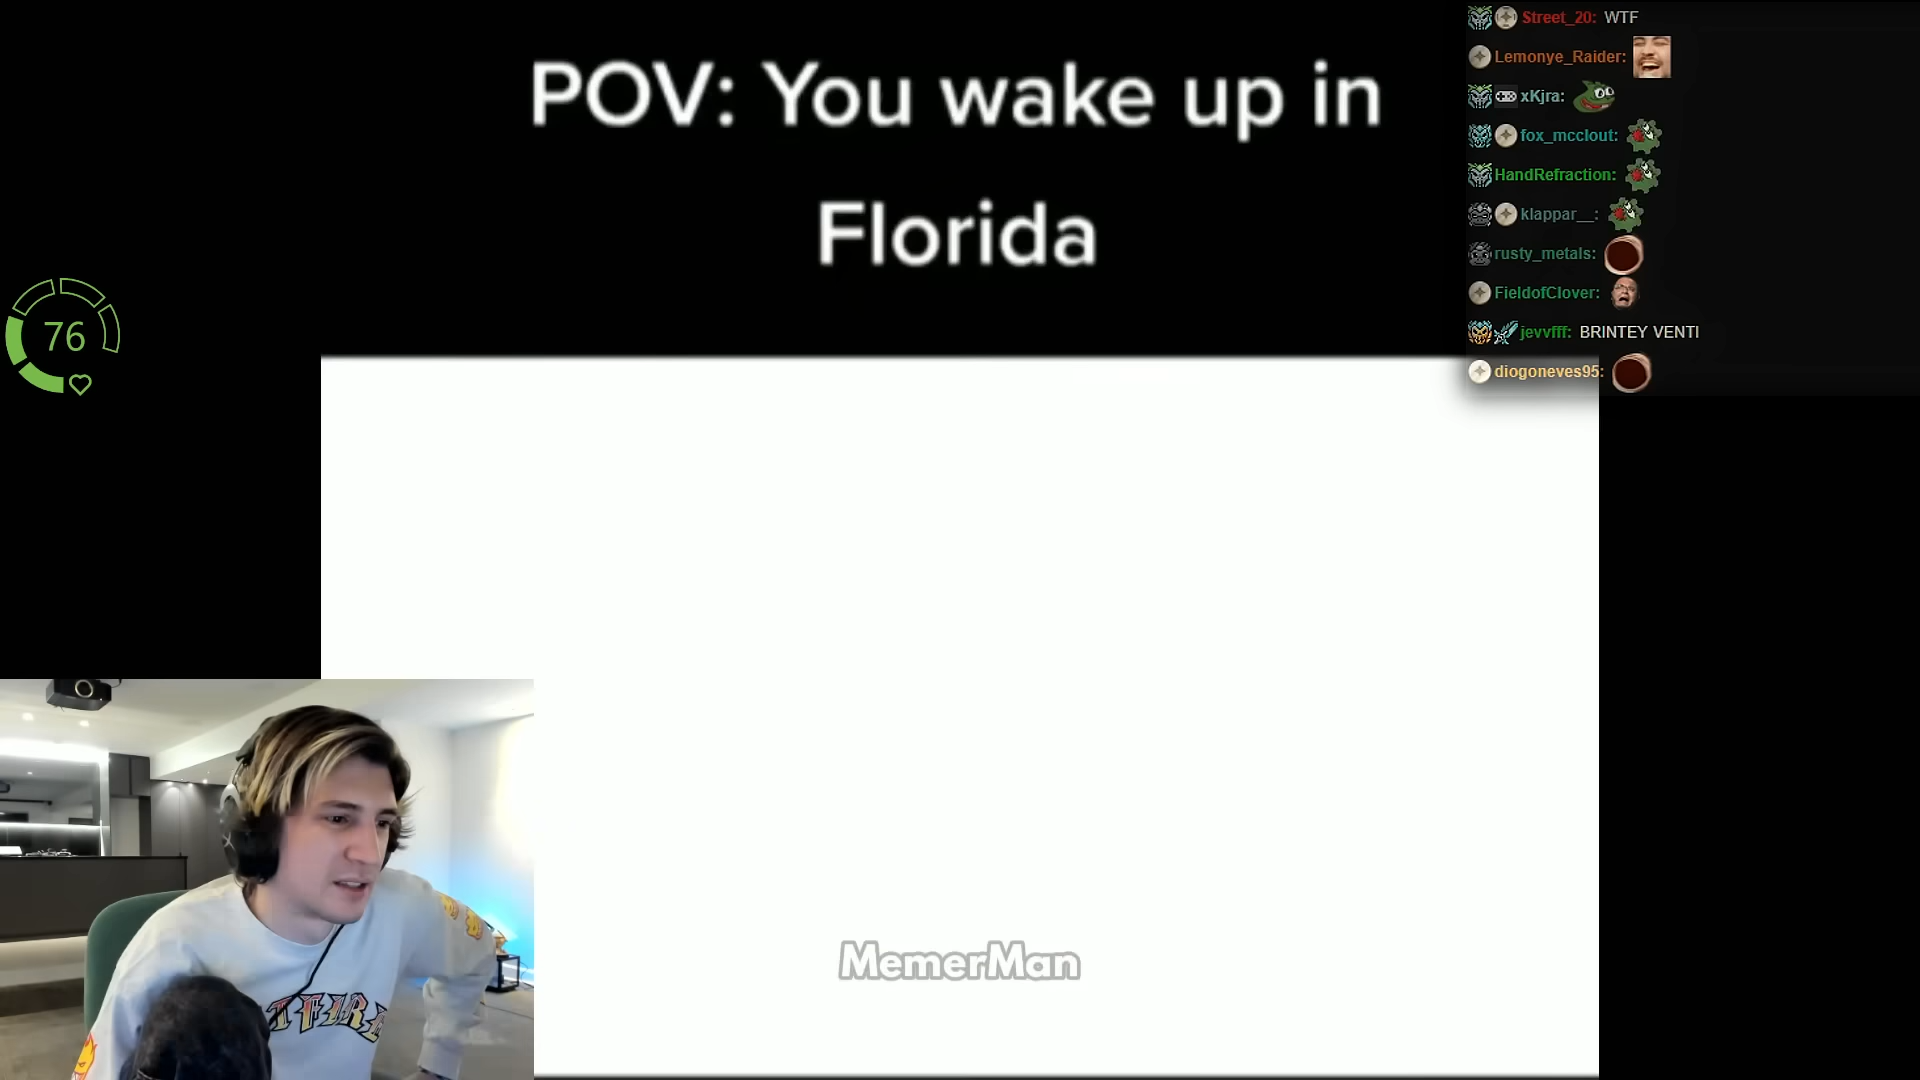 POV: You wake up in
Florida
Street_20: WTF
Lemonye_Raider:
xKjra:
fox_mcclout:
HandRefraction:
klappar__:
rusty_metals:
FieldofClover:
jevvfff: BRINTEY VENTI
diogoneves95:
76
MemerMan